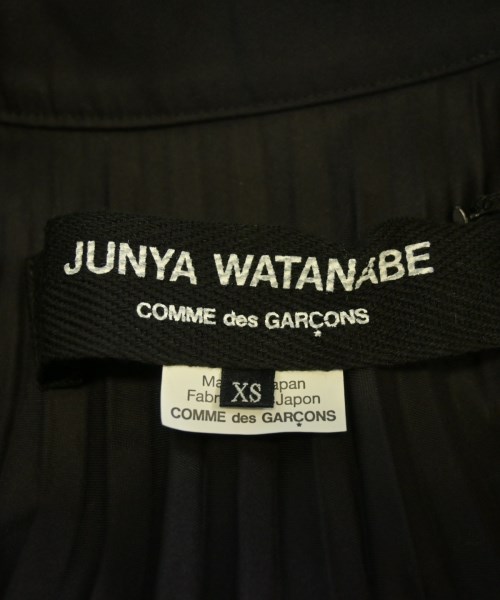 JUNYA WATANABE
COMME des GARÇONS
XS
COMME des GARÇONS